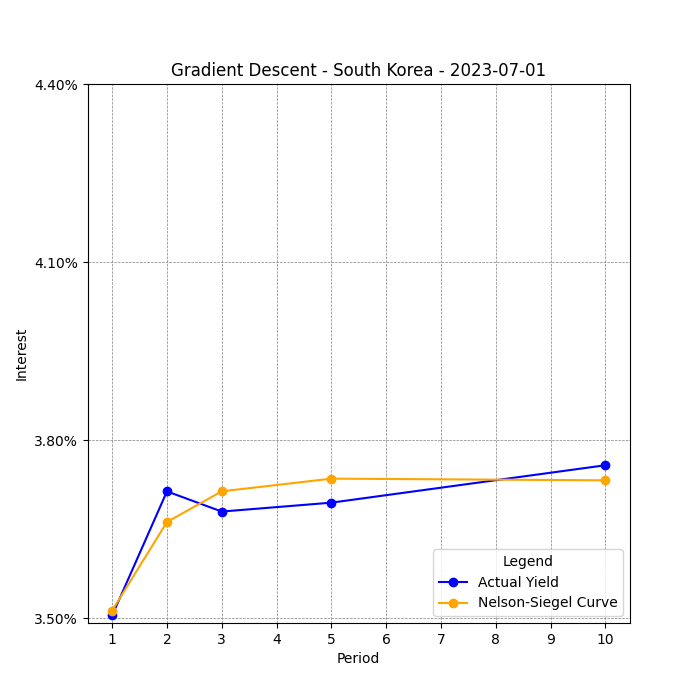 Gradient Descent - South Korea - 2023-07-01
4.40%
4.10%
3.80%
3.50%
Interest
1 2 3 4 5 6 7 8 9 10
Period
Legend
Actual Yield
Nelson-Siegel Curve